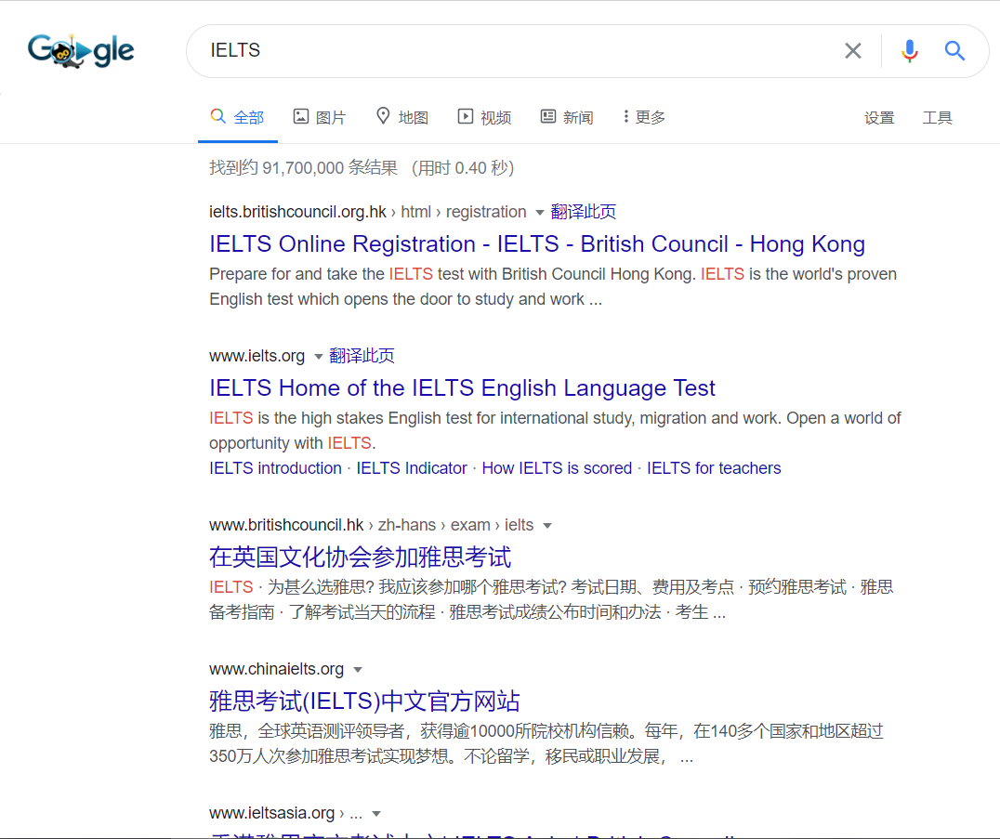 Google
IELTS
全部 图片 地图 视频 新闻 更多 设置 工具
找到约 91,700,000 条结果 （用时 0.40 秒）
ielts.britishcouncil.org.hk › html › registration 翻译此页
IELTS Online Registration - IELTS - British Council - Hong Kong
Prepare for and take the IELTS test with British Council Hong Kong. IELTS is the world's proven
English test which opens the door to study and work ...
www.ielts.org 翻译此页
IELTS Home of the IELTS English Language Test
IELTS is the high stakes English test for international study, migration and work. Open a world of
opportunity with IELTS.
IELTS introduction · IELTS Indicator · How IELTS is scored · IELTS for teachers
www.britishcouncil.hk › zh-hans › exam › ielts
在英国文化协会参加雅思考试
IELTS · 为甚么选雅思? 我应该参加哪个雅思考试? 考试日期、费用及考点 · 预约雅思考试 · 雅思
备考指南 · 了解考试当天的流程 · 雅思考试成绩公布时间和办法 · 考生 ...
www.chinaielts.org
雅思考试(IELTS)中文官方网站
雅思，全球英语测评领导者，获得逾10000所院校机构信赖。每年，在140多个国家和地区超过
350万人次参加雅思考试实现梦想。不论留学，移民或职业发展， ...
www.ieltsasia.org › ...